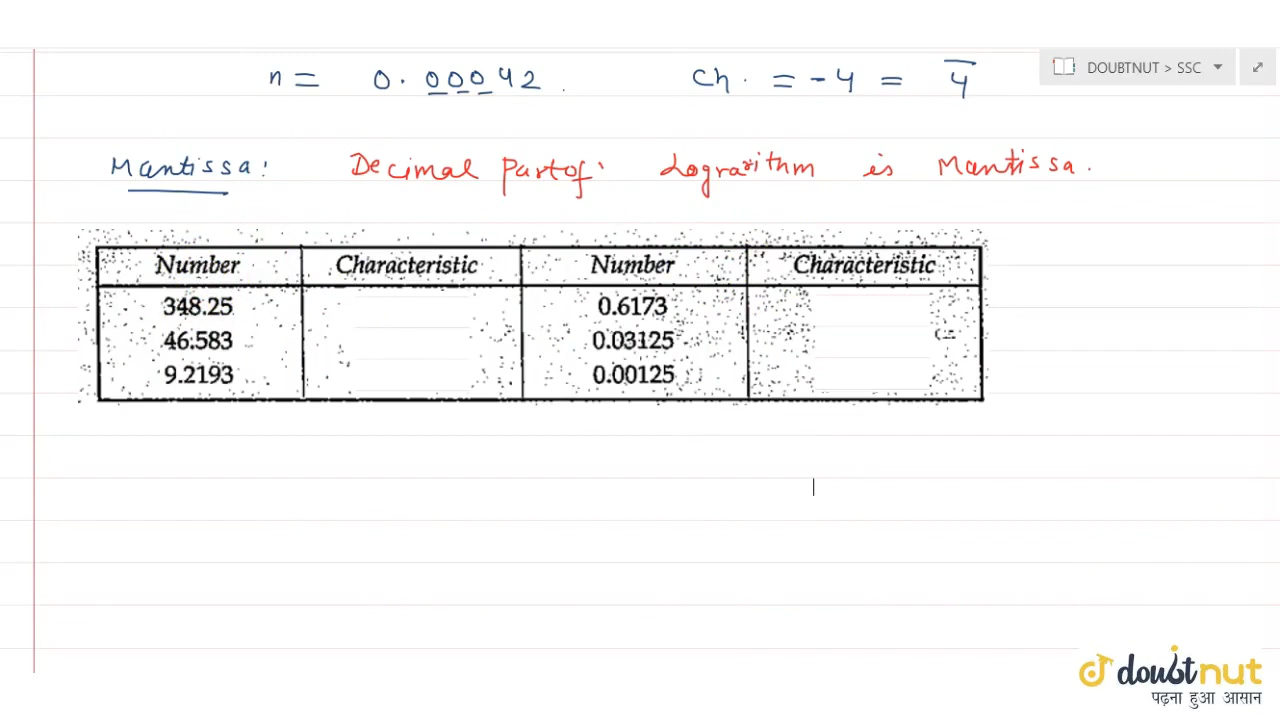 n = 0.00042 Ch. = -4 = 4̅
DOUBTNUT > SSC
Mantissa: Decimal Part of Lograrithm is Mantissa.
Number Characteristic Number Characteristic
348.25 0.6173
46.583 0.03125
9.2193 0.00125
doubtnut
पढ़ना हुआ आसान